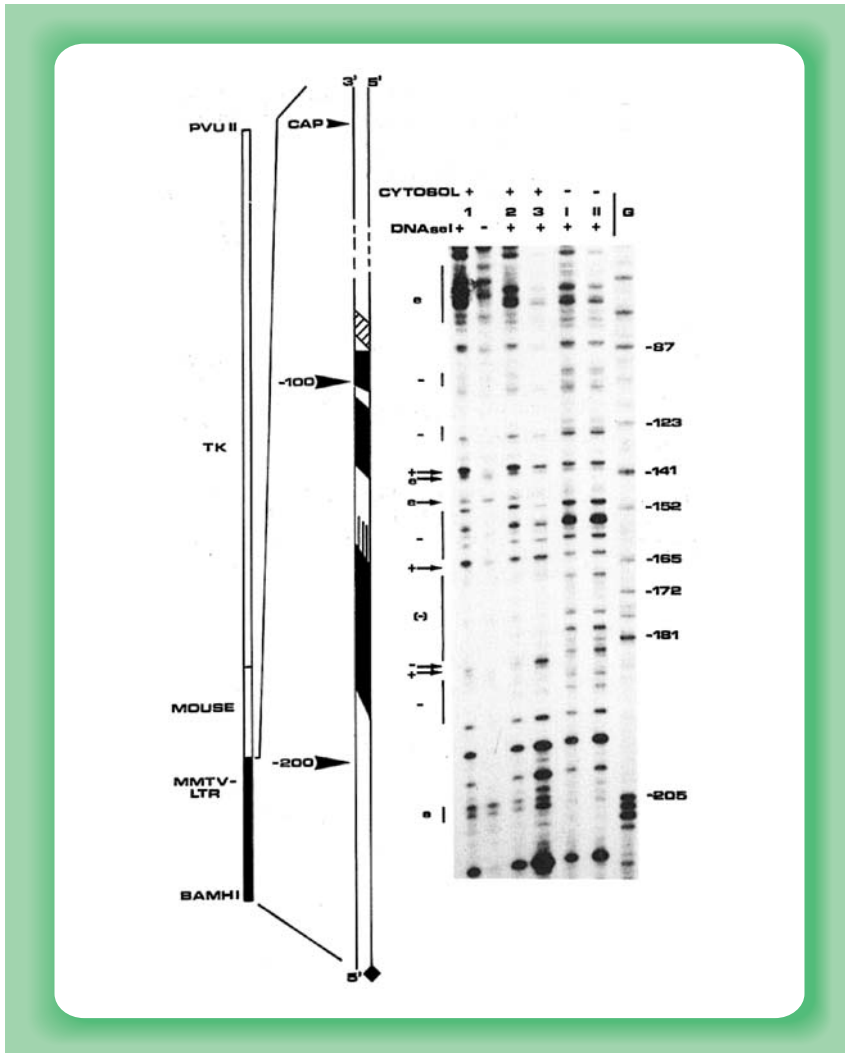 3' 5'
PVU II
CAP
CYTOSOL + + + - -
1 2 3 I II G
DNAseI + - + + + +
e
-87
-
-100
-123
-
TK
+
e
-141
e
-152
-
-165
+
-172
(-)
-181
-
+
MOUSE
-
-200
MMTV-
LTR
-205
e
BAMHI
5'